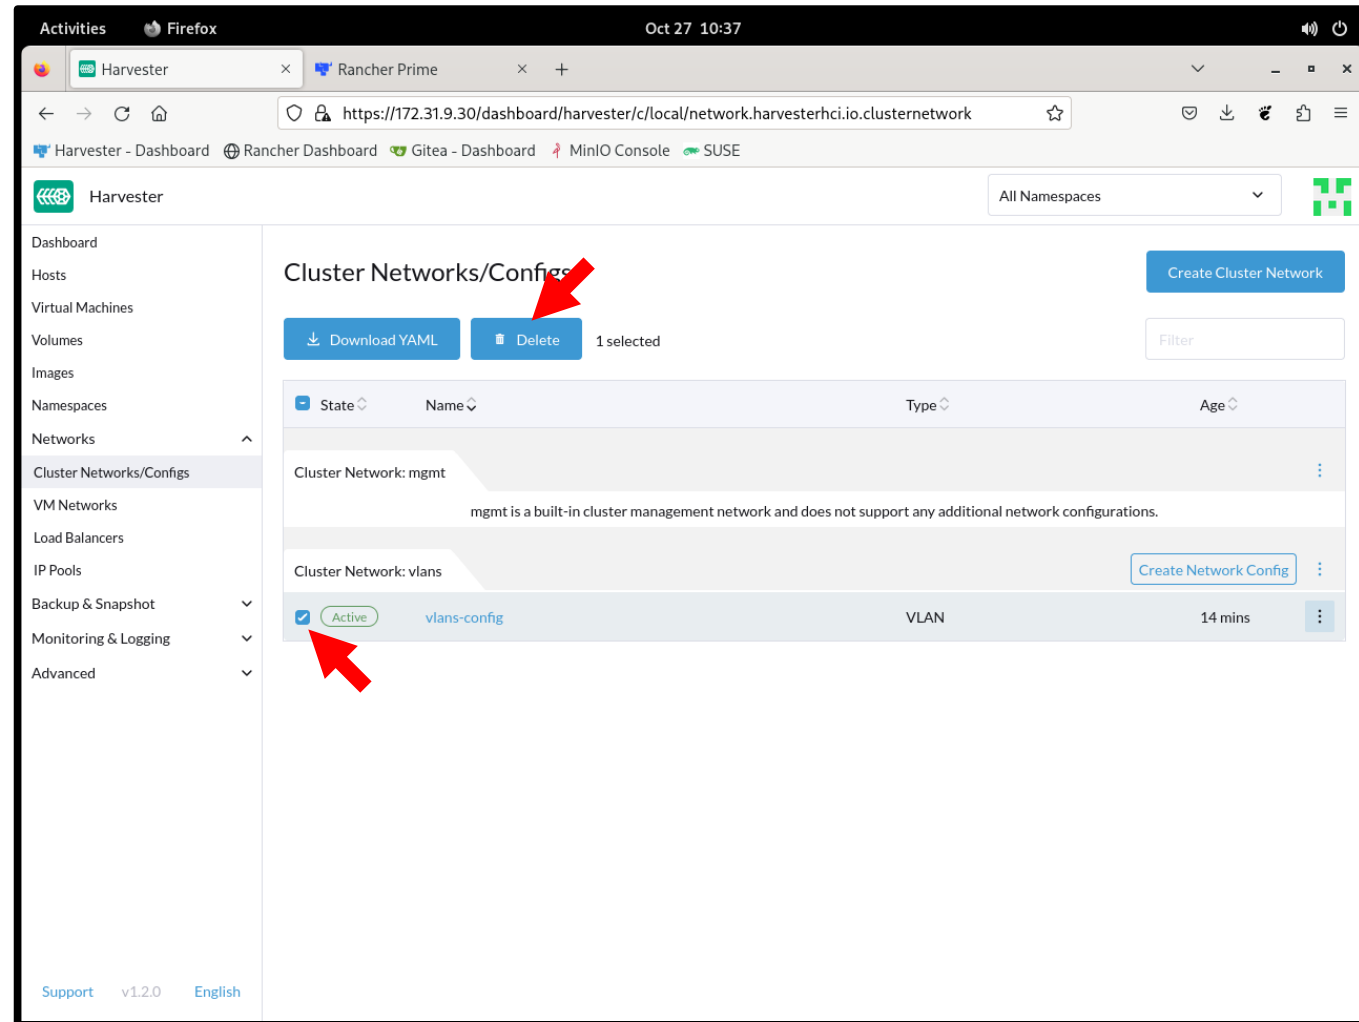 Activities Firefox Oct 27 10:37
Harvester Rancher Prime
https://172.31.9.30/dashboard/harvester/c/local/network.harvesterhci.io.clusternetwork
Harvester - Dashboard Rancher Dashboard Gitea - Dashboard MinIO Console SUSE
Harvester All Namespaces
Dashboard
Hosts
Virtual Machines
Volumes
Images
Namespaces
Networks
Cluster Networks/Configs
VM Networks
Load Balancers
IP Pools
Backup & Snapshot
Monitoring & Logging
Advanced
Support v1.2.0 English
Cluster Networks/Configs Create Cluster Network
Download YAML Delete 1 selected Filter
State Name Type Age
Cluster Network: mgmt
mgmt is a built-in cluster management network and does not support any additional network configurations.
Cluster Network: vlans Create Network Config
Active vlans-config VLAN 14 mins